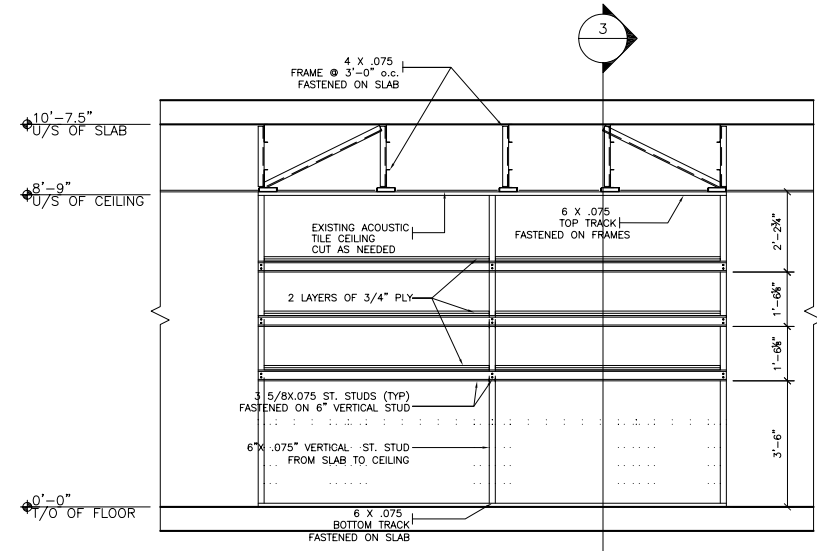 3
4 X .075
FRAME @ 3'-0" o.c.
FASTENED ON SLAB
10'-7.5"
U/S OF SLAB
8'-9"
U/S OF CEILING
EXISTING ACOUSTIC
TILE CEILING
CUT AS NEEDED
6 X .075
TOP TRACK
FASTENED ON FRAMES
2'-2¾"
2 LAYERS OF 3/4" PLY
1'-6⅝"
1'-6⅝"
3 5/8X.075 ST. STUDS (TYP)
FASTENED ON 6" VERTICAL STUD
6"X .075" VERTICAL ST. STUD
FROM SLAB TO CEILING
3'-6"
0'-0"
T/O OF FLOOR
6 X .075
BOTTOM TRACK
FASTENED ON SLAB